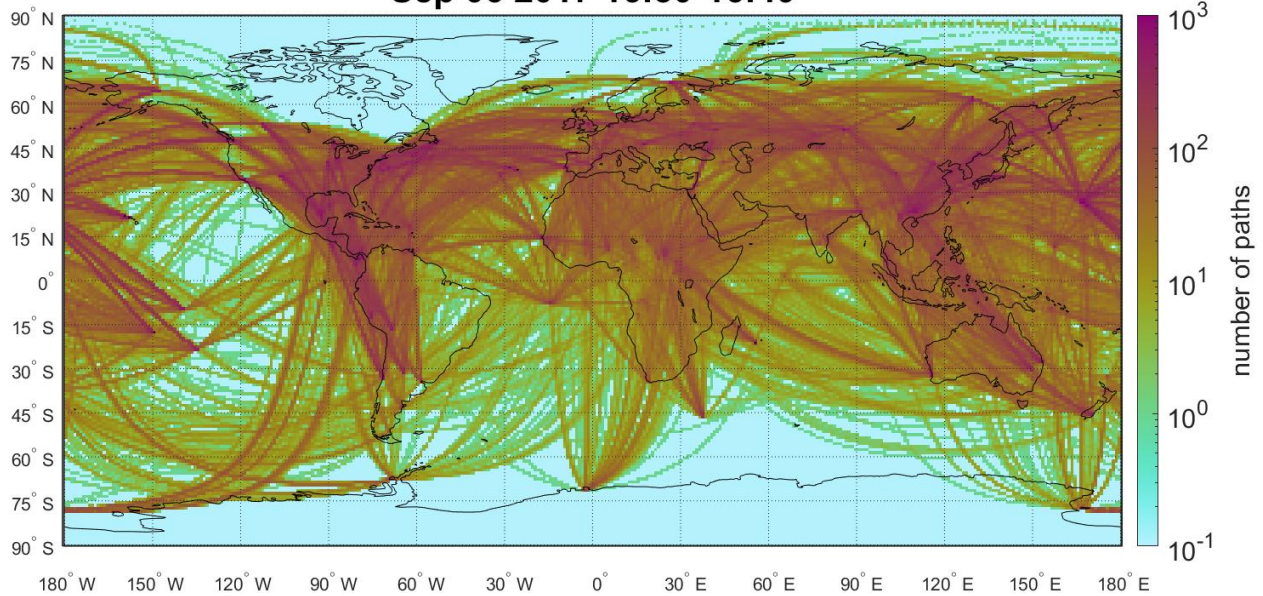 90° N
75° N
60° N
45° N
30° N
15° N
0°
15° S
30° S
45° S
60° S
75° S
90° S
180° W 150° W 120° W 90° W 60° W 30° W 0° 30° E 60° E 90° E 120° E 150° E 180° E
10³
10²
10¹
10⁰
10⁻¹
number of paths